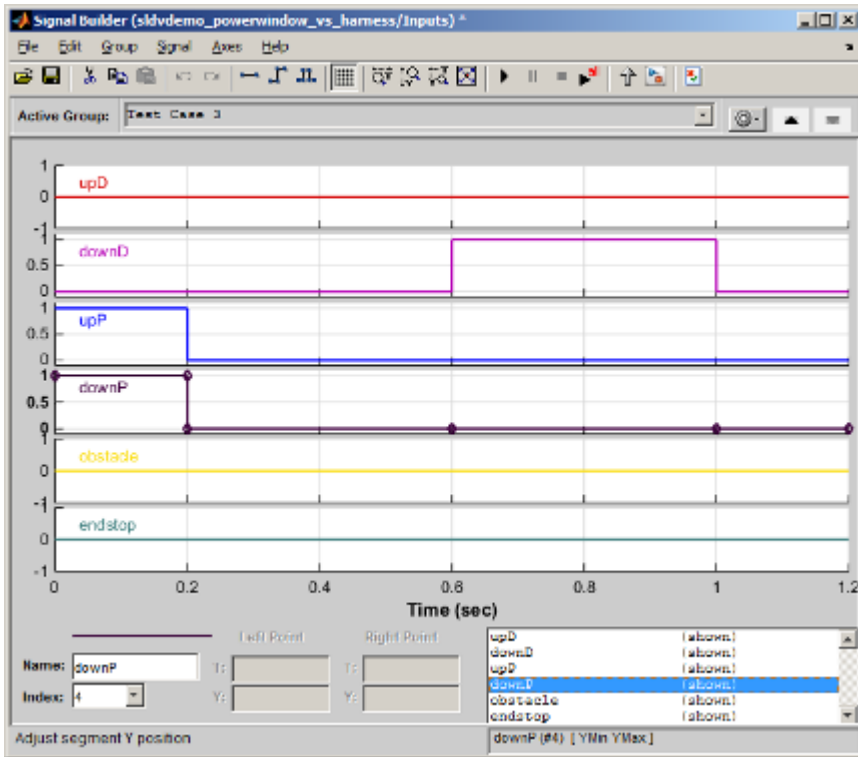 Signal Builder (sldvdemo_powerwindow_vs_harness/Inputs) *
File Edit Group Signal Axes Help
Active Group: Test Case 3
1
upD
0
-1
1
downD
0.5
0
1
upP
0.5
0
1
downP
0.5
0
1
obstacle
0
-1
1
endstop
0
-1
0 0.2 0.4 0.6 0.8 1 1.2
Time (sec)
Left Point Right Point
Name: downP T: T:
Index: 4 Y: Y:
upD (shown)
downD (shown)
upP (shown)
downP (shown)
obstacle (shown)
endstop (shown)
Adjust segment Y position
downP (#4) [ YMin YMax ]